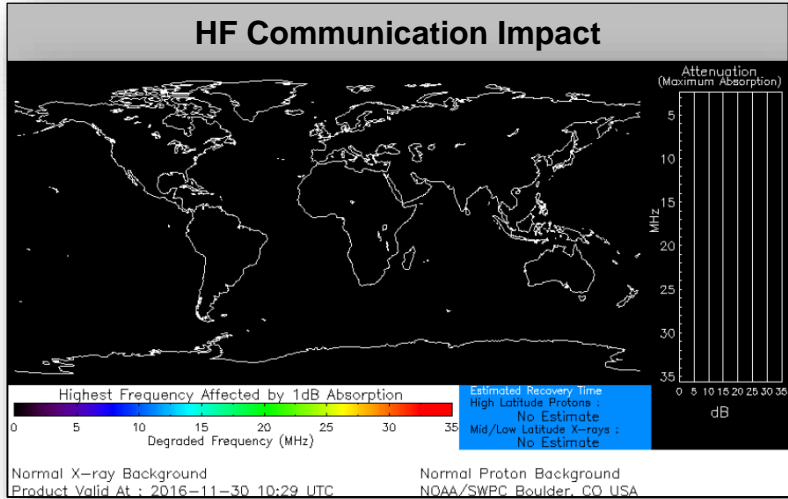 HF Communication Impact
Attenuation
(Maximum Absorption)
5
10
15
20
25
30
35
MHz
0 5 10 15 20 25 30 35
dB
Highest Frequency Affected by 1dB Absorption
0 5 10 15 20 25 30 35
Degraded Frequency (MHz)
Estimated Recovery Time
High Latitude Protons :
No Estimate
Mid/Low Latitude X-rays :
No Estimate
Normal X-ray Background
Normal Proton Background
Product Valid At : 2016-11-30 10:29 UTC
NOAA/SWPC Boulder, CO USA